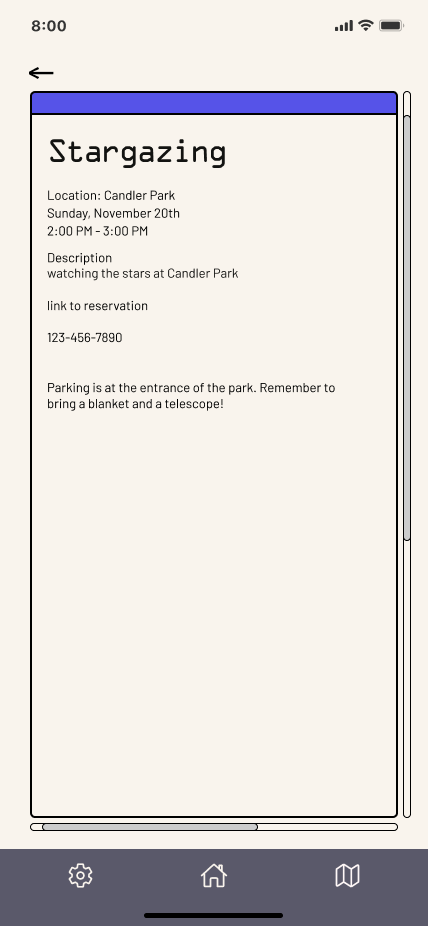 8:00
Stargazing
Location: Candler Park
Sunday, November 20th
2:00 PM - 3:00 PM
Description
watching the stars at Candler Park
link to reservation
123-456-7890
Parking is at the entrance of the park. Remember to
bring a blanket and a telescope!